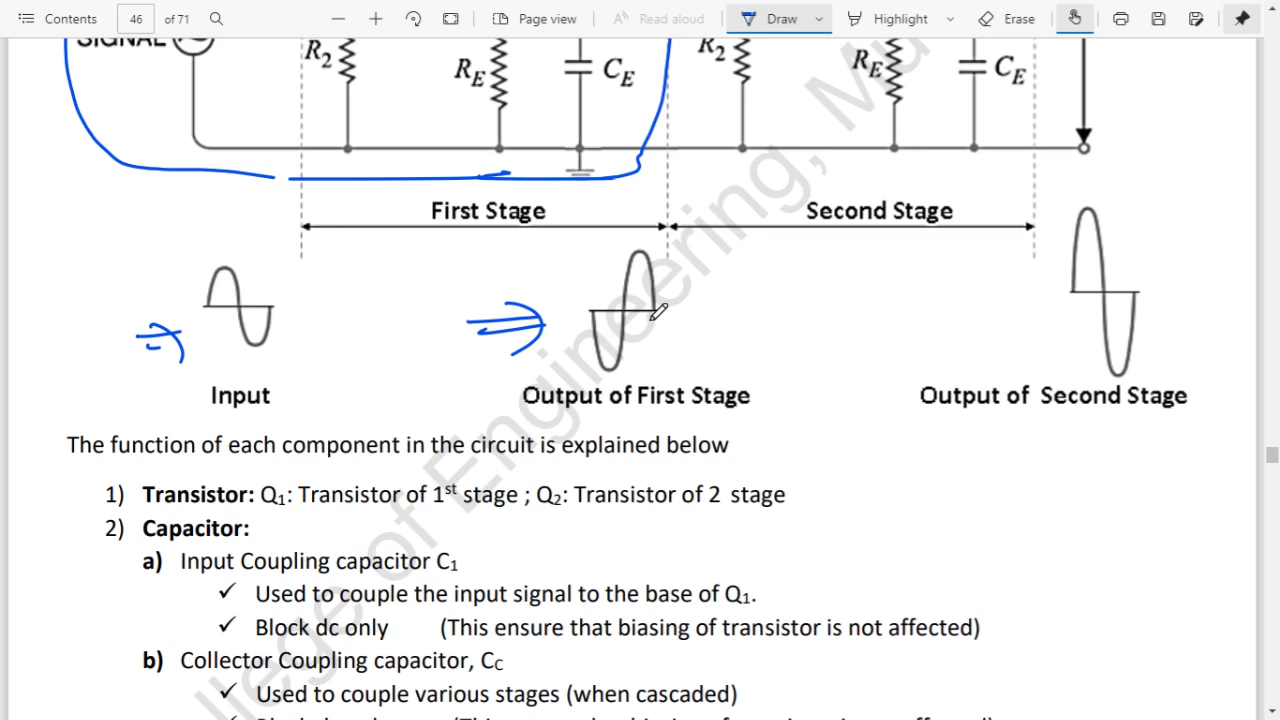 Contents 46 of 71 Page view Read aloud Draw Highlight Erase
SIGNAL R2 RE CE R2 RE CE
First Stage Second Stage
Input Output of First Stage Output of Second Stage
The function of each component in the circuit is explained below
1) Transistor: Q1: Transistor of 1st stage ; Q2: Transistor of 2 stage
2) Capacitor:
a) Input Coupling capacitor C1
✓ Used to couple the input signal to the base of Q1.
✓ Block dc only (This ensure that biasing of transistor is not affected)
b) Collector Coupling capacitor, CC
✓ Used to couple various stages (when cascaded)